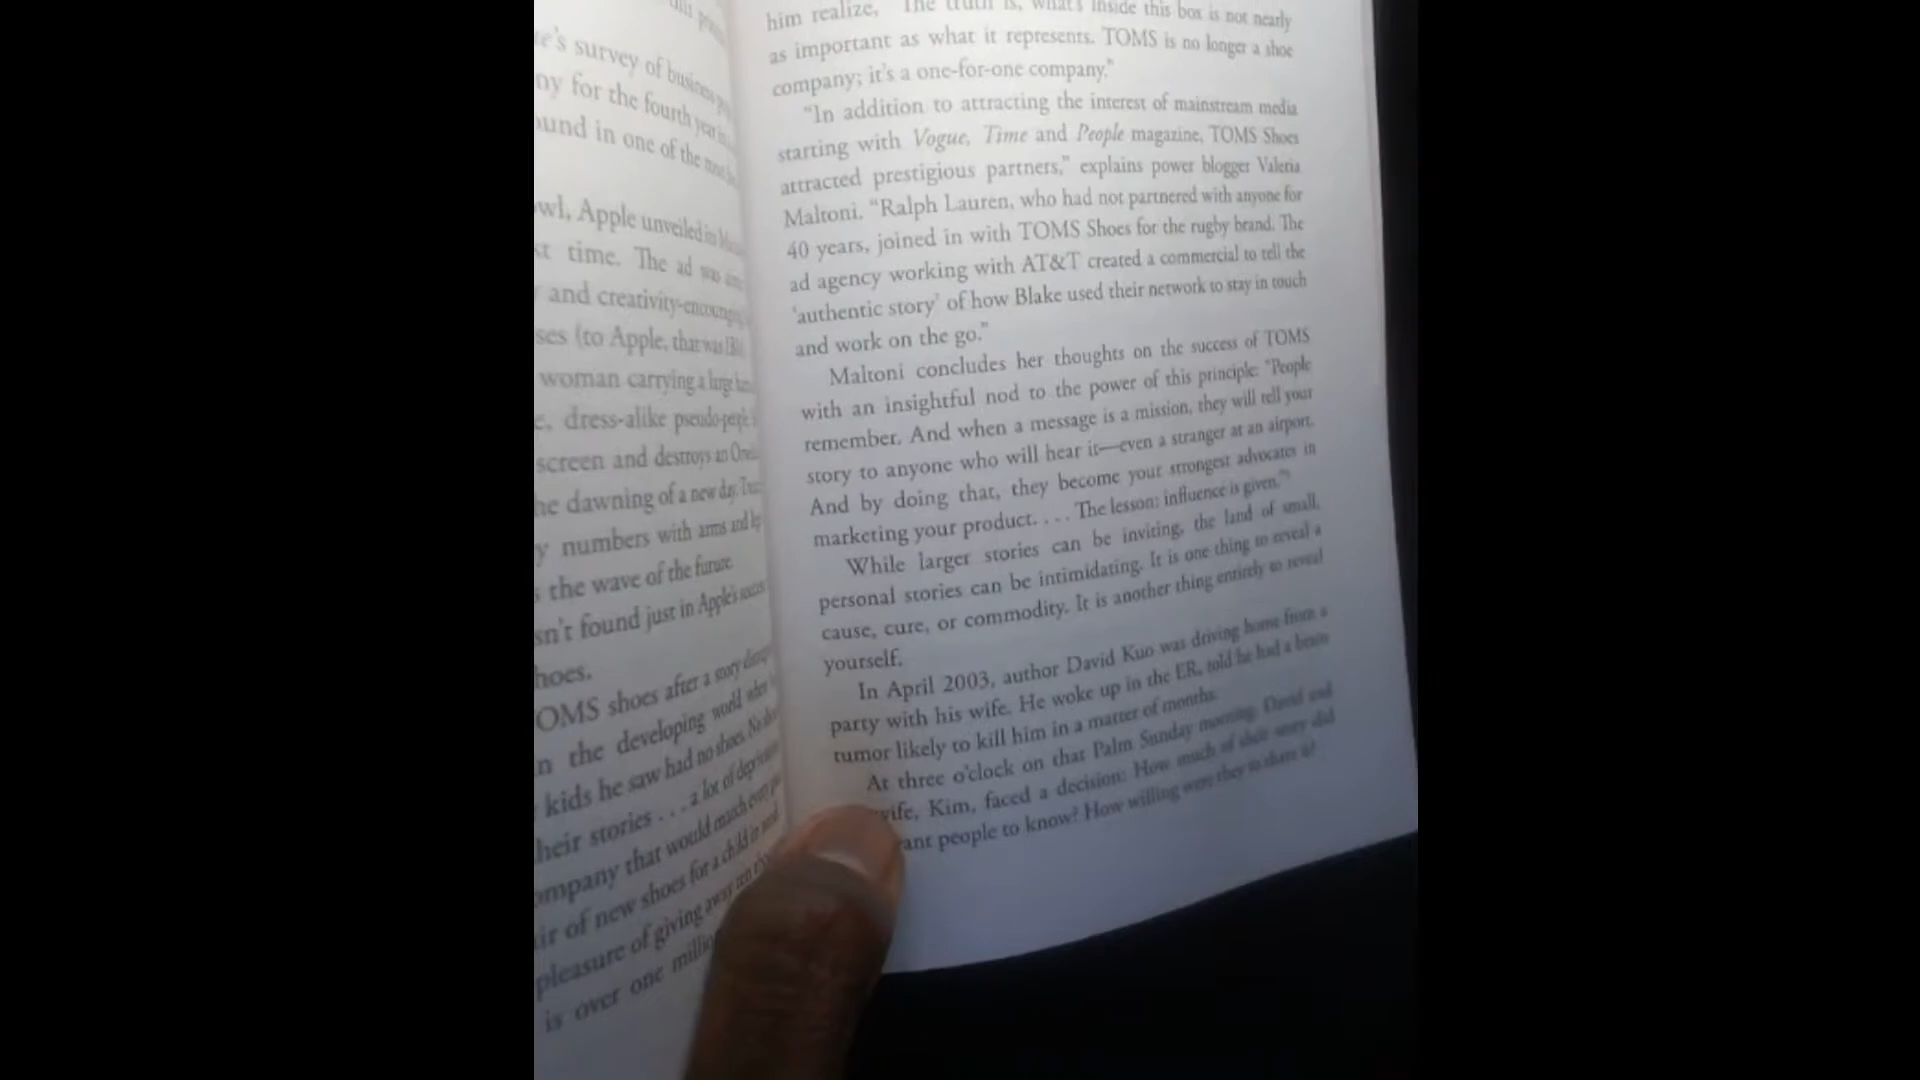 e's survey of business
ny for the fourth year
und in one of the most
owl, Apple unveiled
time. The ad was
and creativity-encouraging
ses (to Apple, that was
woman carrying a large
dress-alike pseudo-people
screen and destroys
he dawning of a new day.
y numbers with arms and
the wave of the future.
sn't found just in Apple's success
hoes.
OMS shoes after a story
n the developing world
kids he saw had no shoes. No
heir stories . . . a lot of
ompany that would match every
ir of new shoes for a child in need.
pleasure of giving away
is over one million
him realize, "The truth is, what's inside this box is not nearly
as important as what it represents. TOMS is no longer a shoe
company; it's a one-for-one company."
"In addition to attracting the interest of mainstream media
starting with Vogue, Time and People magazine, TOMS Shoes
attracted prestigious partners," explains power blogger Valeria
Maltoni. "Ralph Lauren, who had not partnered with anyone for
40 years, joined in with TOMS Shoes for the rugby brand. The
ad agency working with AT&T created a commercial to tell the
'authentic story' of how Blake used their network to stay in touch
and work on the go."
Maltoni concludes her thoughts on the success of TOMS
with an insightful nod to the power of this principle: "People
remember. And when a message is a mission, they will tell your
story to anyone who will hear it—even a stranger at an airport.
And by doing that, they become your strongest advocates in
marketing your product. . . . The lesson: influence is given."
While larger stories can be inviting, the land of small,
personal stories can be intimidating. It is one thing to reveal a
cause, cure, or commodity. It is another thing entirely to reveal
yourself.
In April 2003, author David Kuo was driving home from a
party with his wife. He woke up in the ER, told he had a brain
tumor likely to kill him in a matter of months.
At three o'clock on that Palm Sunday morning, David and
wife, Kim, faced a decision: How much of their story did
ant people to know? How willing were they to share it?